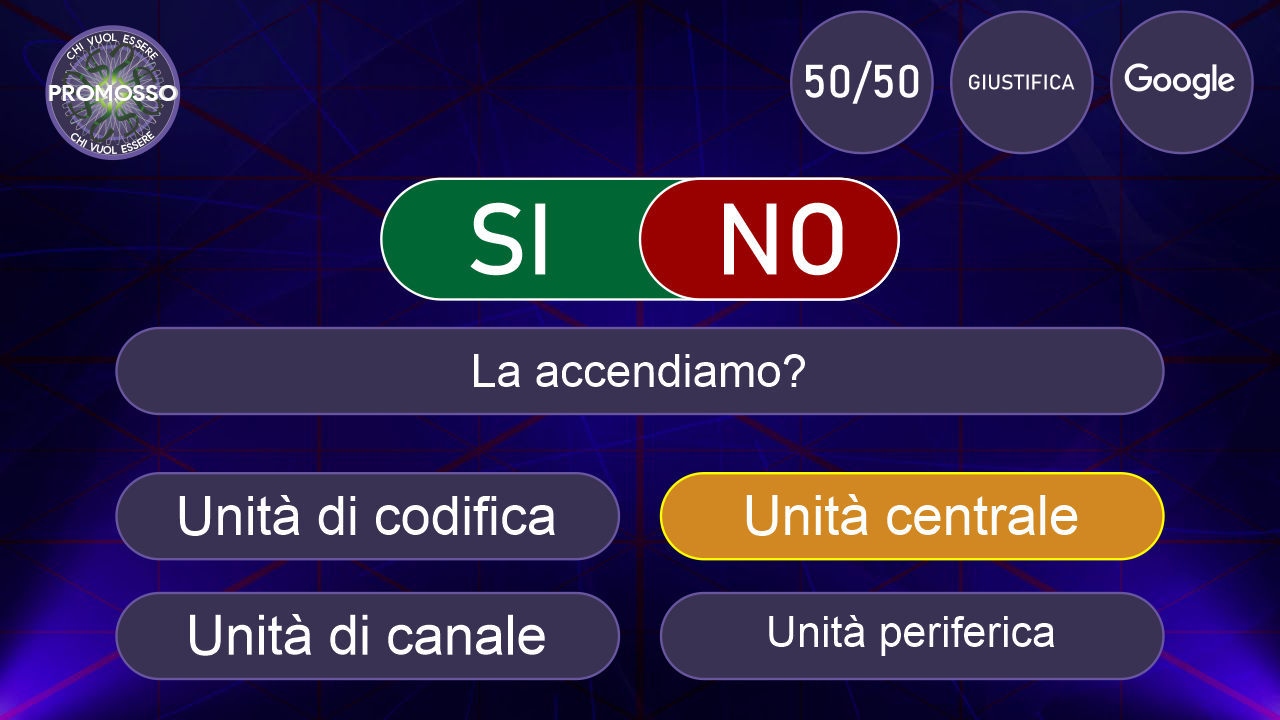 CHI VUOL ESSERE
PROMOSSO
CHI VUOL ESSERE
50/50
GIUSTIFICA
Google
SI
NO
La accendiamo?
Unità di codifica
Unità centrale
Unità di canale
Unità periferica